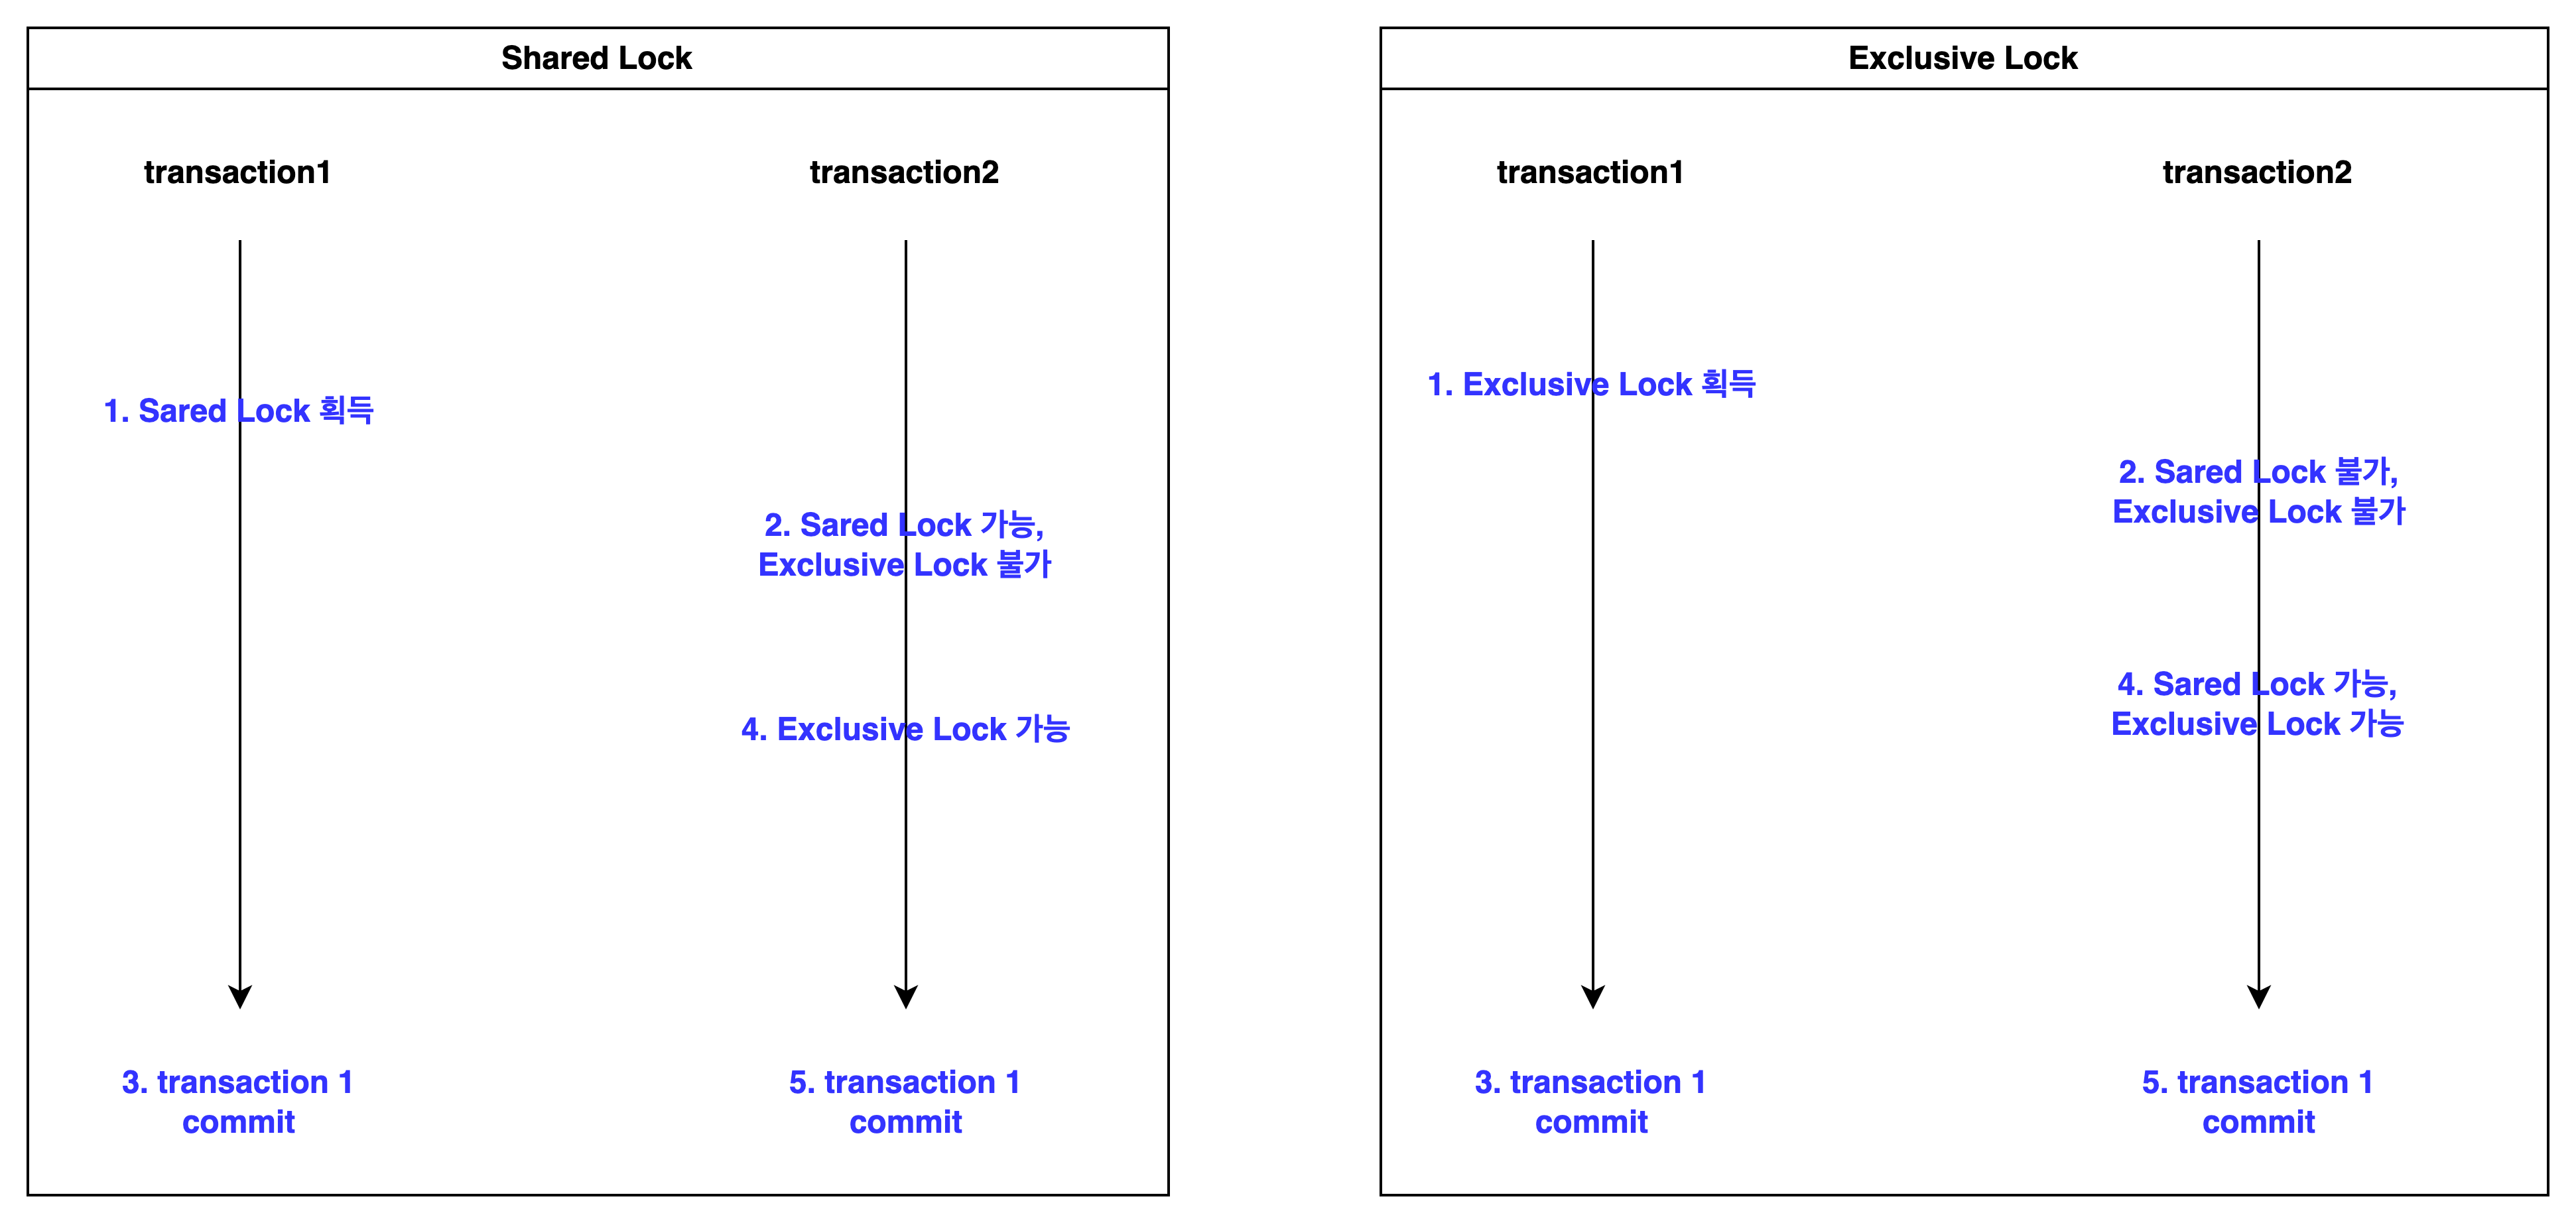 Shared Lock
transaction1
transaction2
1. Sared Lock 획득
2. Sared Lock 가능,
Exclusive Lock 불가
4. Exclusive Lock 가능
3. transaction 1
commit
5. transaction 1
commit
Exclusive Lock
transaction1
transaction2
1. Exclusive Lock 획득
2. Sared Lock 불가,
Exclusive Lock 불가
4. Sared Lock 가능,
Exclusive Lock 가능
3. transaction 1
commit
5. transaction 1
commit